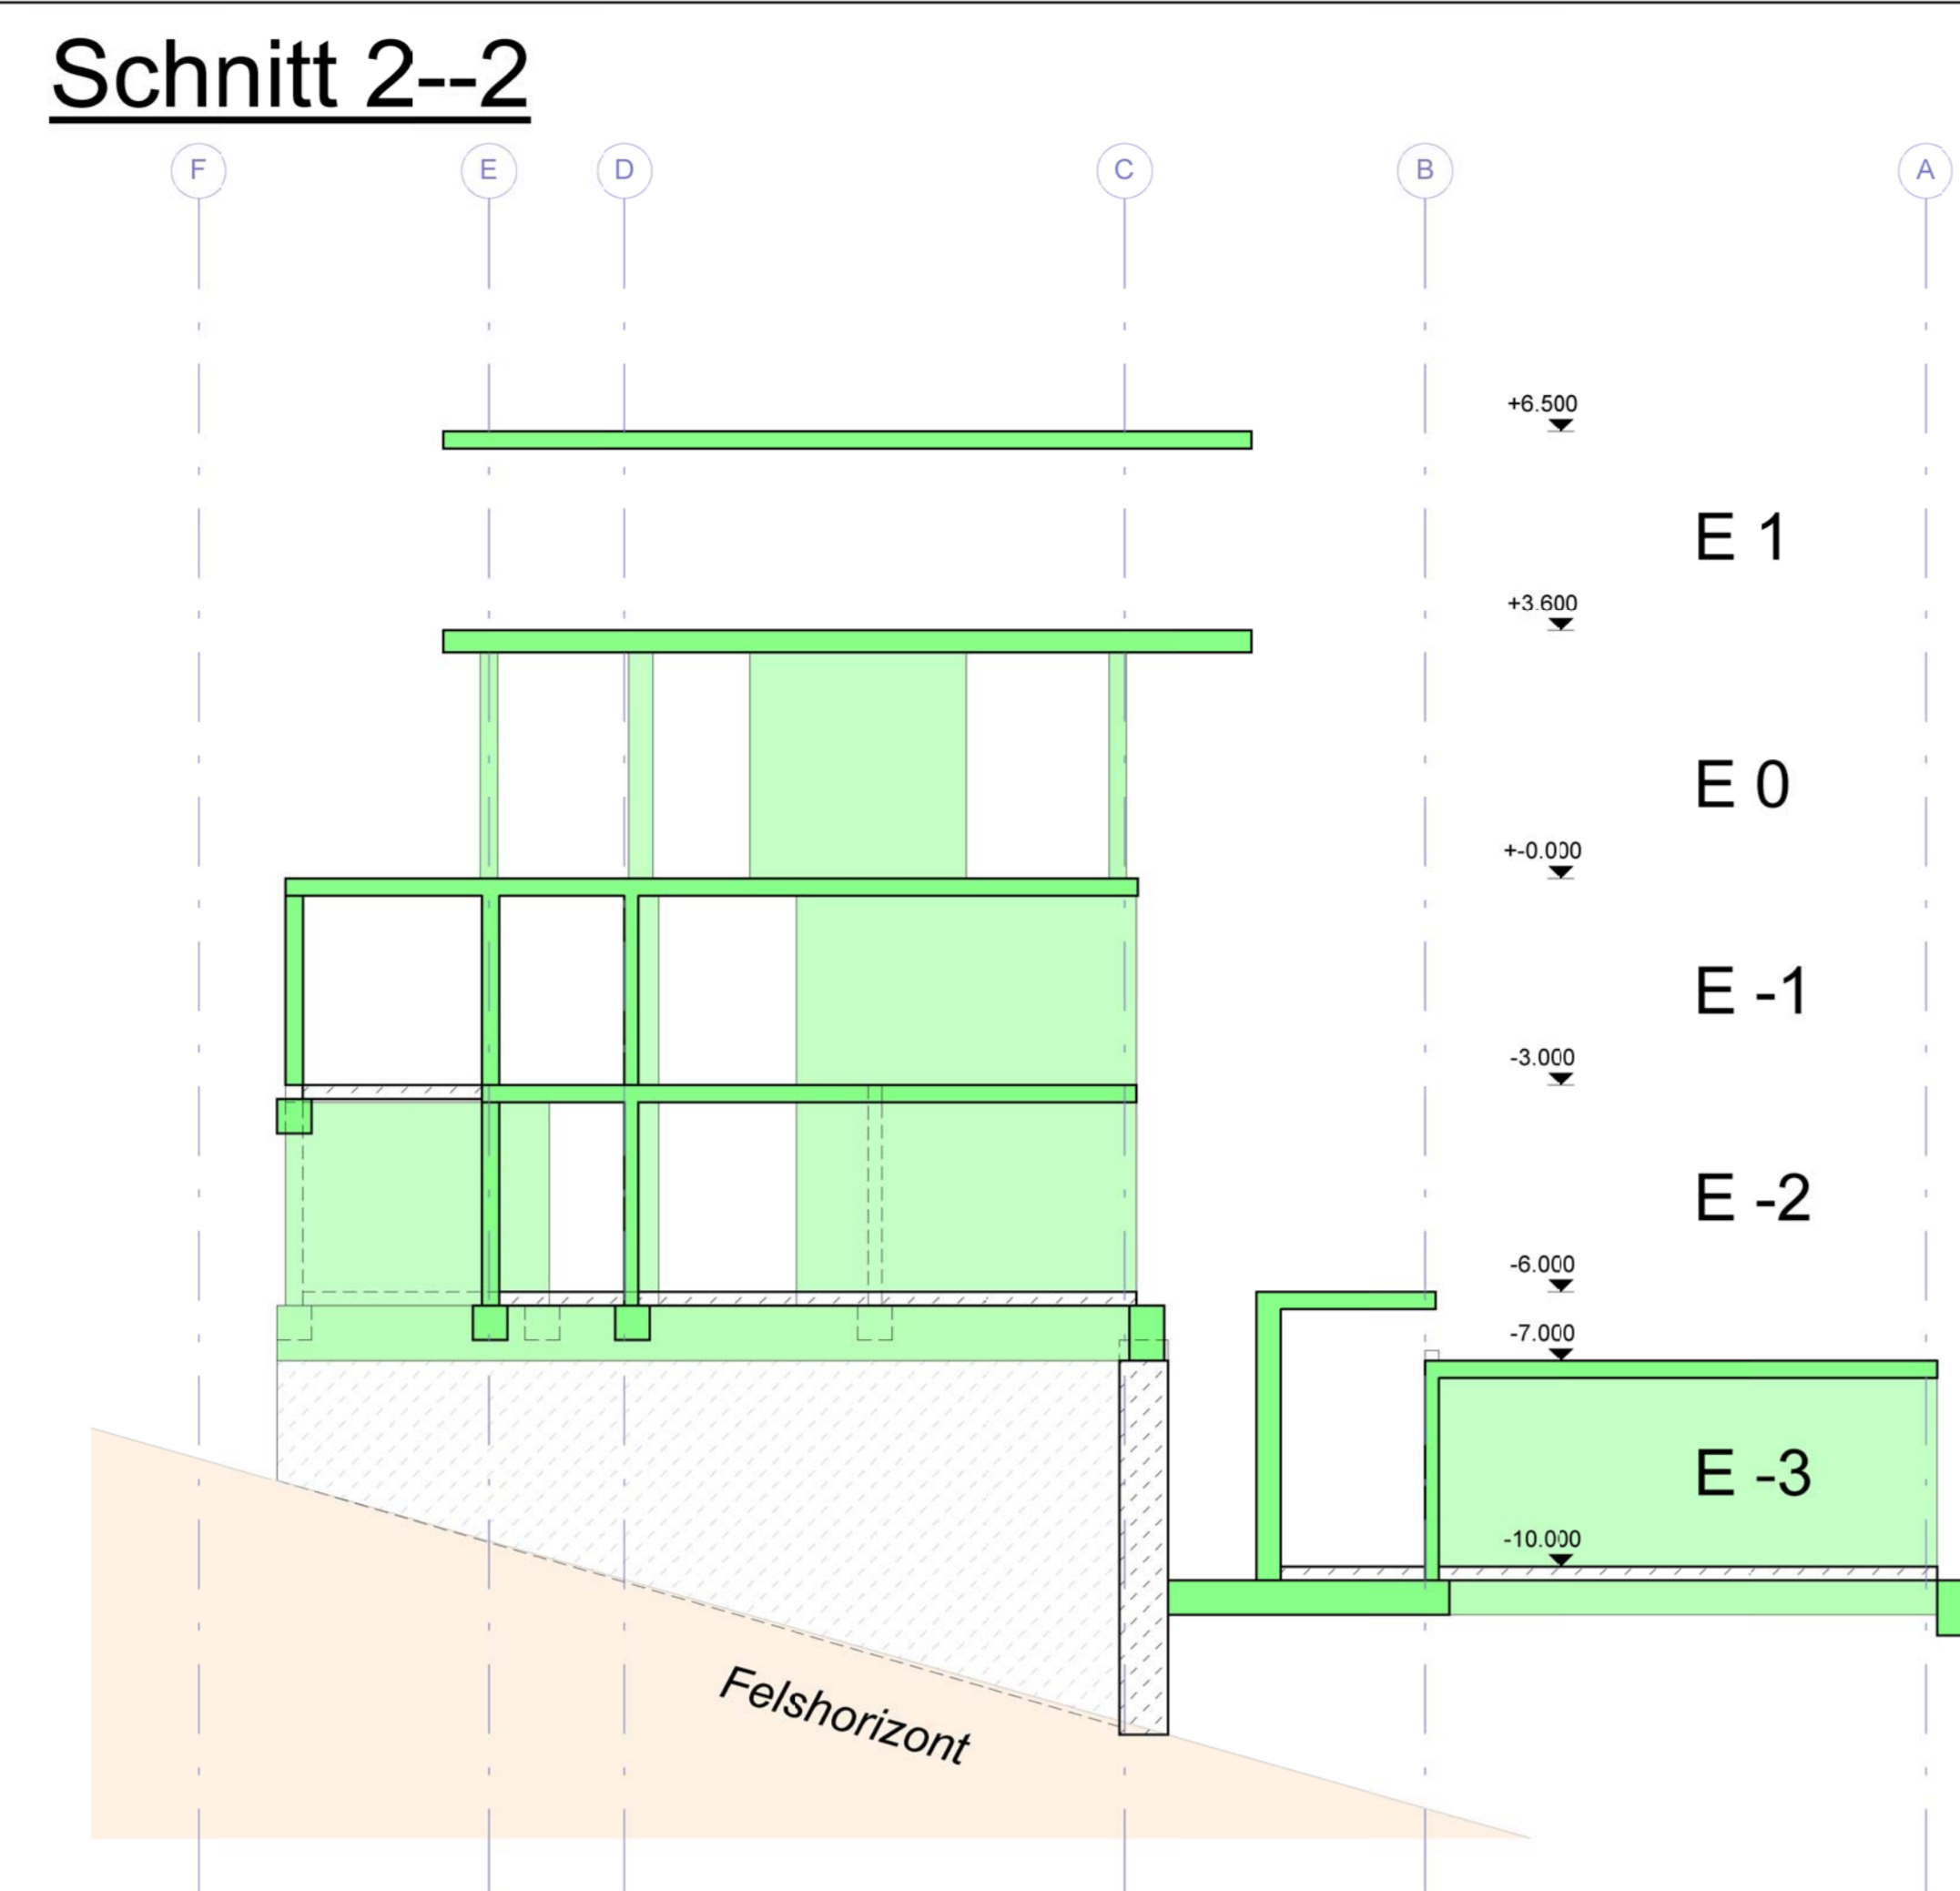 Schnitt 2--2
F E D C B A
+6.500
E 1
+3.600
E 0
+-0.000
E -1
-3.000
E -2
-6.000
-7.000
E -3
-10.000
Felshorizont